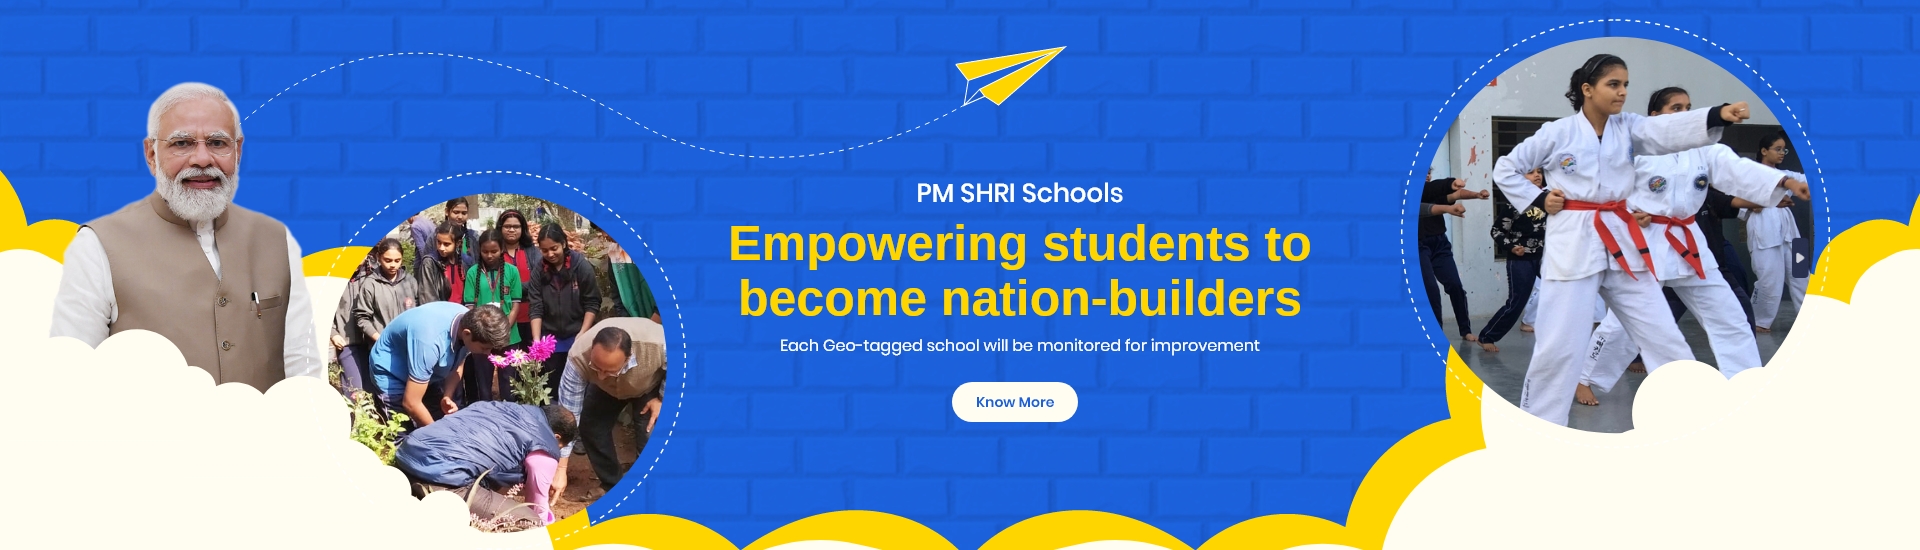 PM SHRI Schools
Empowering students to
become nation-builders
Each Geo-tagged school will be monitored for improvement
Know More